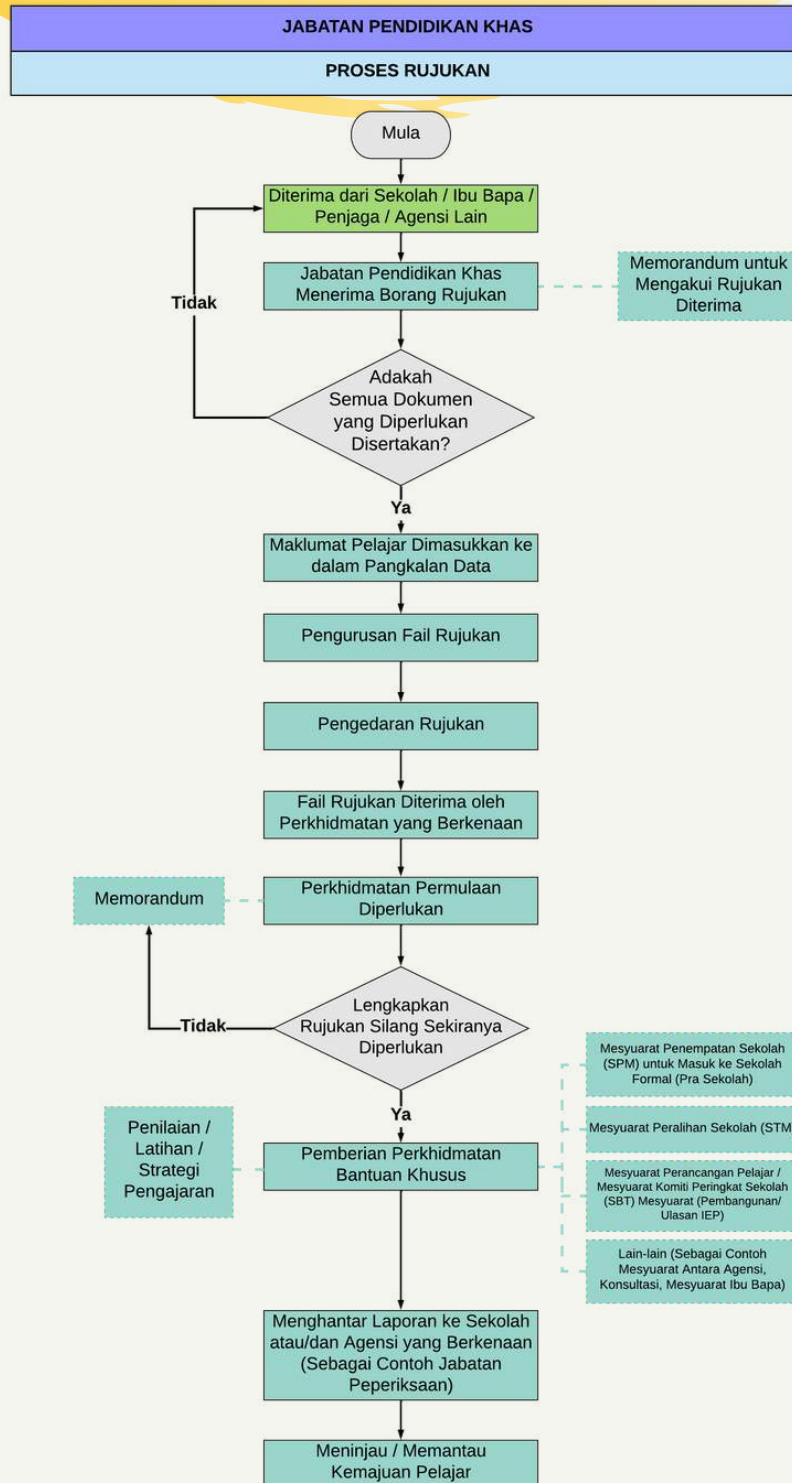 JABATAN PENDIDIKAN KHAS
PROSES RUJUKAN
Mula
Diterima dari Sekolah / Ibu Bapa /
Penjaga / Agensi Lain
Jabatan Pendidikan Khas
Menerima Borang Rujukan
Memorandum untuk
Mengakui Rujukan
Diterima
Tidak
Adakah
Semua Dokumen
yang Diperlukan
Disertakan?
Ya
Maklumat Pelajar Dimasukkan ke
dalam Pangkalan Data
Pengurusan Fail Rujukan
Pengedaran Rujukan
Fail Rujukan Diterima oleh
Perkhidmatan yang Berkenaan
Memorandum
Perkhidmatan Permulaan
Diperlukan
Tidak
Lengkapkan
Rujukan Silang Sekiranya
Diperlukan
Ya
Penilaian /
Latihan /
Strategi
Pengajaran
Pemberian Perkhidmatan
Bantuan Khusus
Mesyuarat Penempatan Sekolah
(SPM) untuk Masuk ke Sekolah
Formal (Pra Sekolah)
Mesyuarat Peralihan Sekolah (STM
Mesyuarat Perancangan Pelajar /
Mesyuarat Komiti Peringkat Sekolah
(SBT) Mesyuarat (Pembangunan/
Ulasan IEP)
Lain-lain (Sebagai Contoh
Mesyuarat Antara Agensi,
Konsultasi, Mesyuarat Ibu Bapa)
Menghantar Laporan ke Sekolah
atau/dan Agensi yang Berkenaan
(Sebagai Contoh Jabatan
Peperiksaan)
Meninjau / Memantau
Kemajuan Pelajar